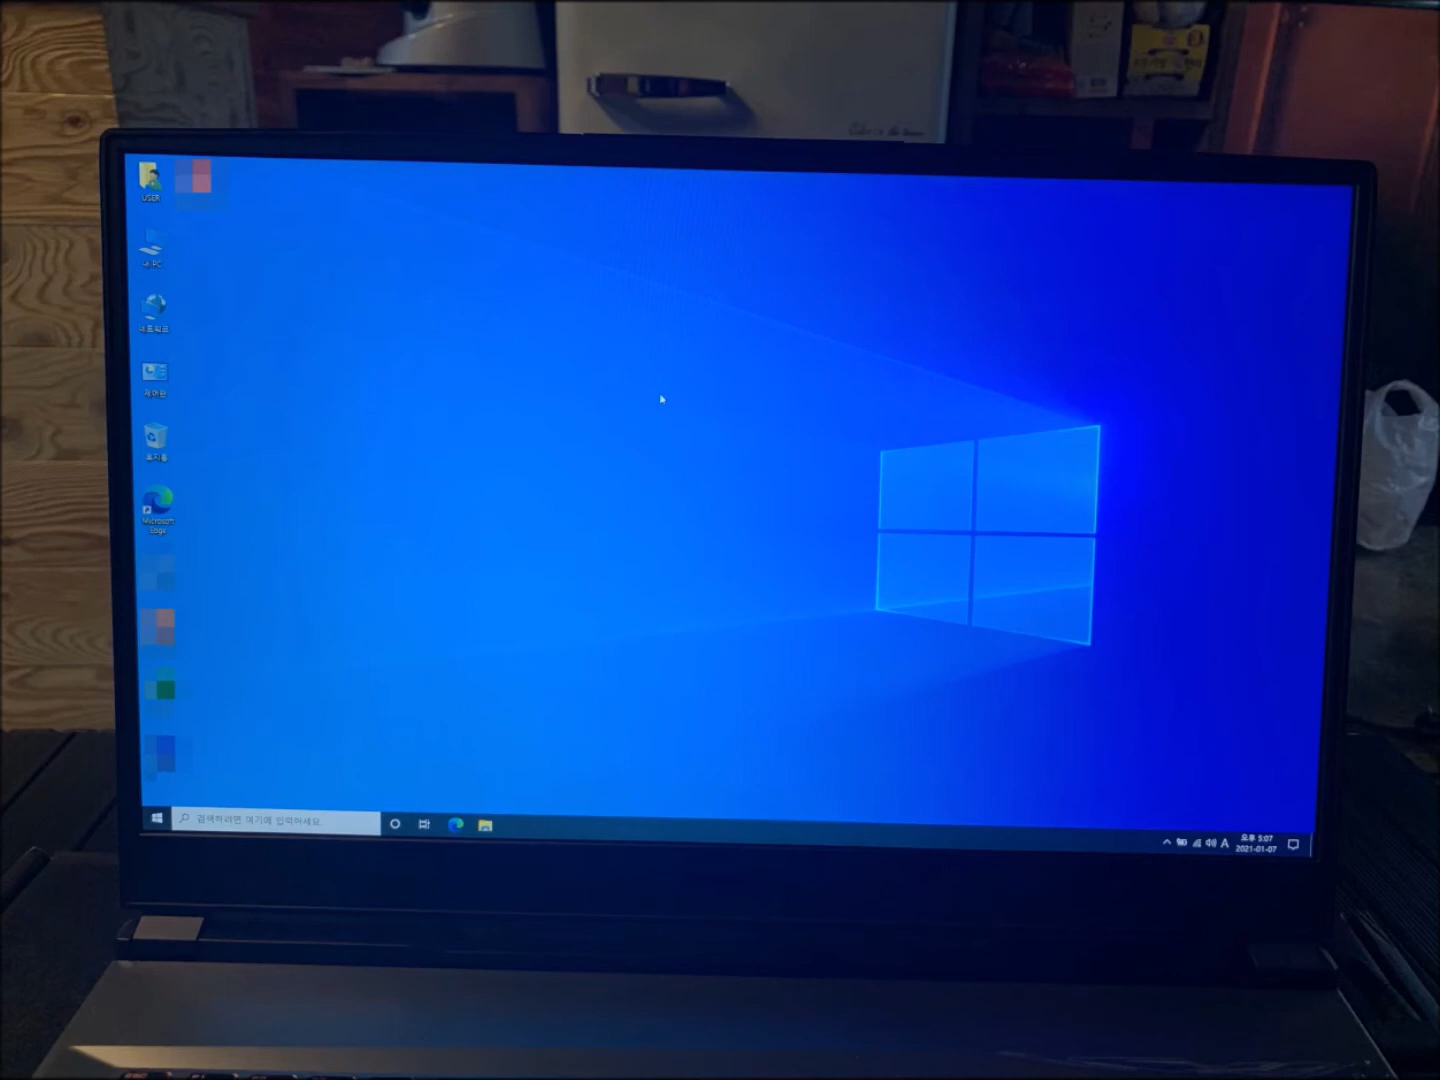 USER
내 PC
네트워크
제어판
휴지통
Microsoft
Edge
검색하려면 여기에 입력하세요.
A
오후 5:07
2021-01-07